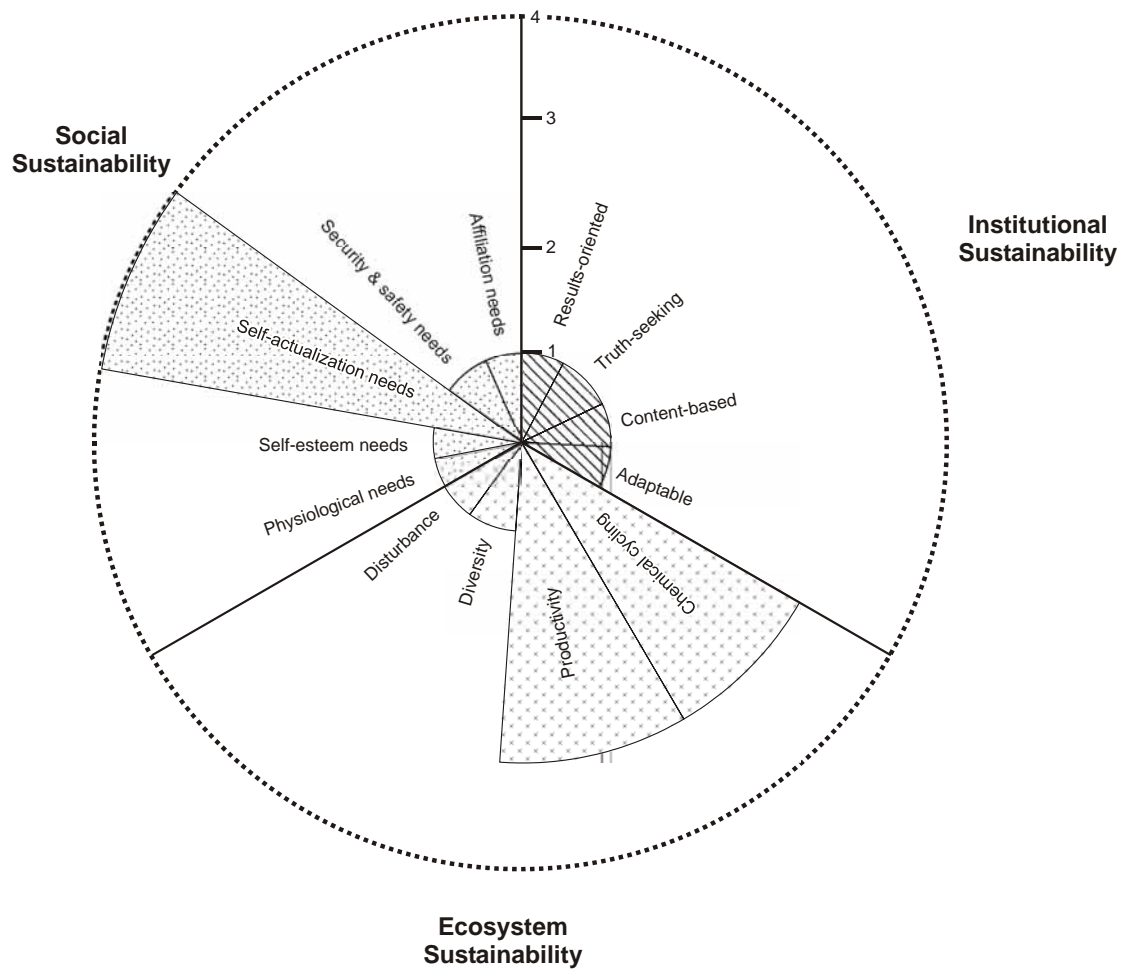 4
3
2
1
Social
Sustainability
Institutional
Sustainability
Affiliation needs
Security & safety needs
Self-actualization needs
Self-esteem needs
Physiological needs
Results-oriented
Truth-seeking
Content-based
Adaptable
Chemical cycling
Productivity
Diversity
Disturbance
Ecosystem
Sustainability